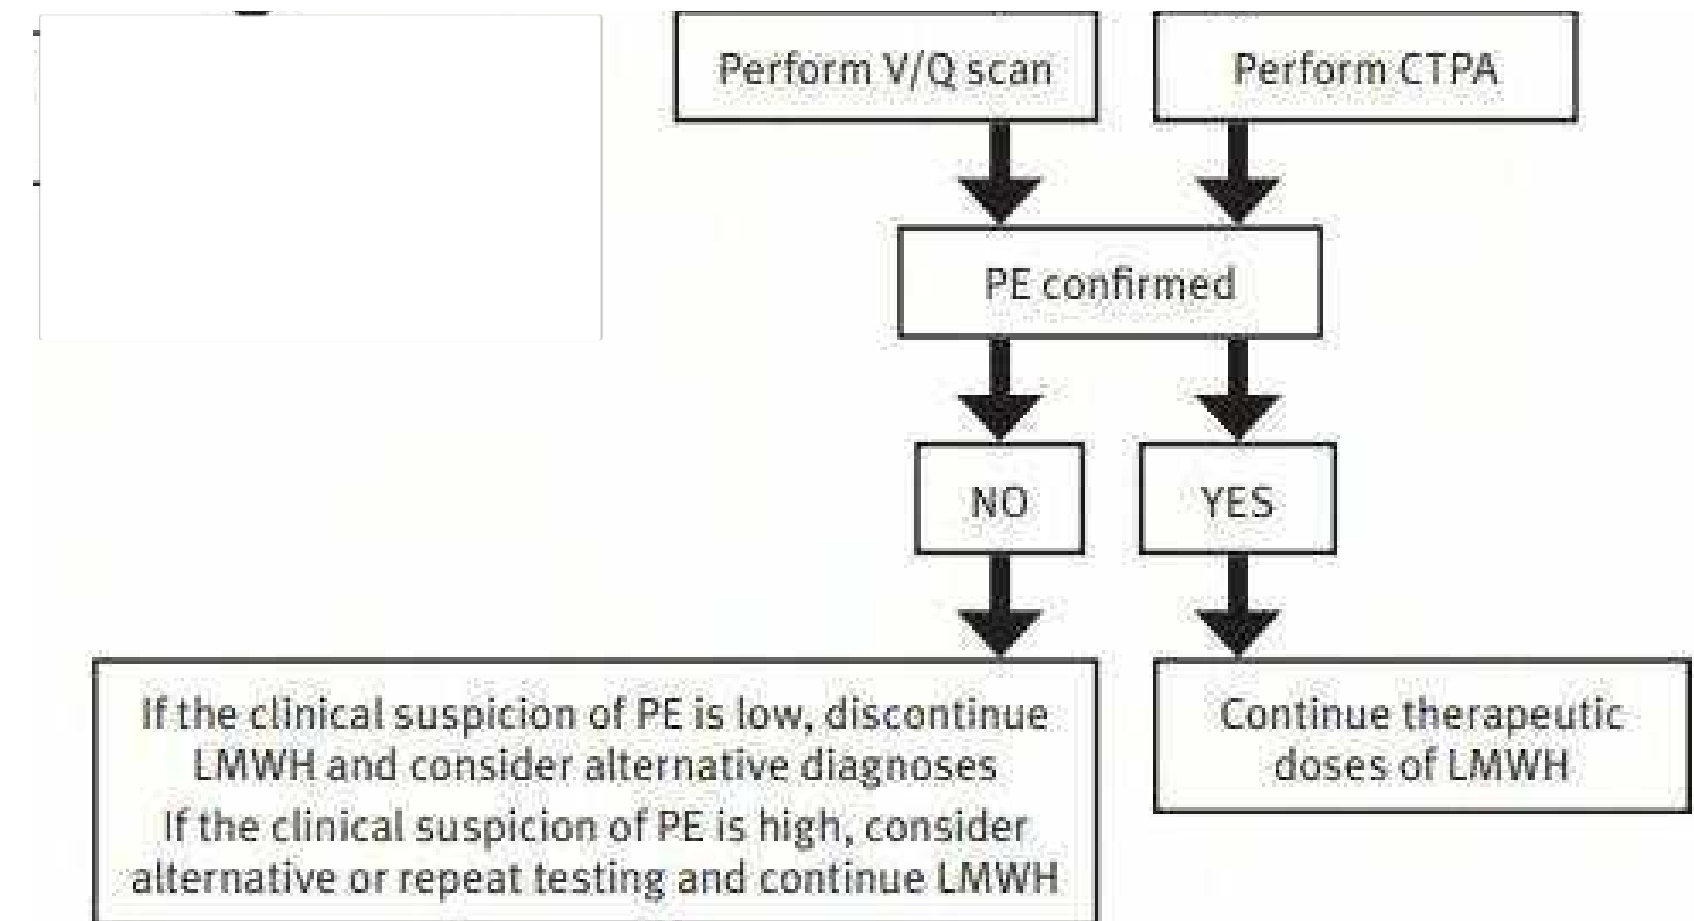 Perform V/Q scan
Perform CTPA
PE confirmed
NO
YES
If the clinical suspicion of PE is low, discontinue
LMWH and consider alternative diagnoses
If the clinical suspicion of PE is high, consider
alternative or repeat testing and continue LMWH
Continue therapeutic
doses of LMWH